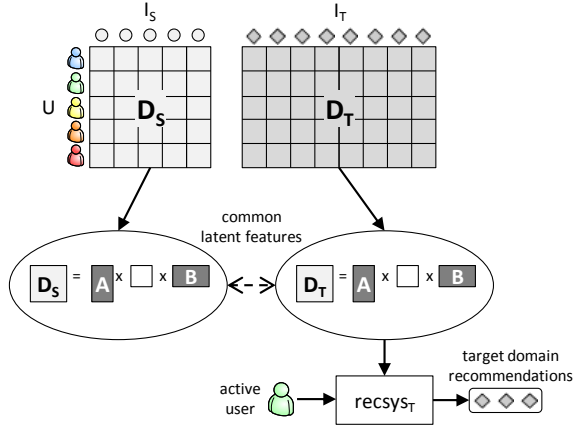 I_S
I_T
U
D_S
D_T
common
latent features
D_S = A x x B
D_T = A x x B
active
user
recsys_T
target domain
recommendations